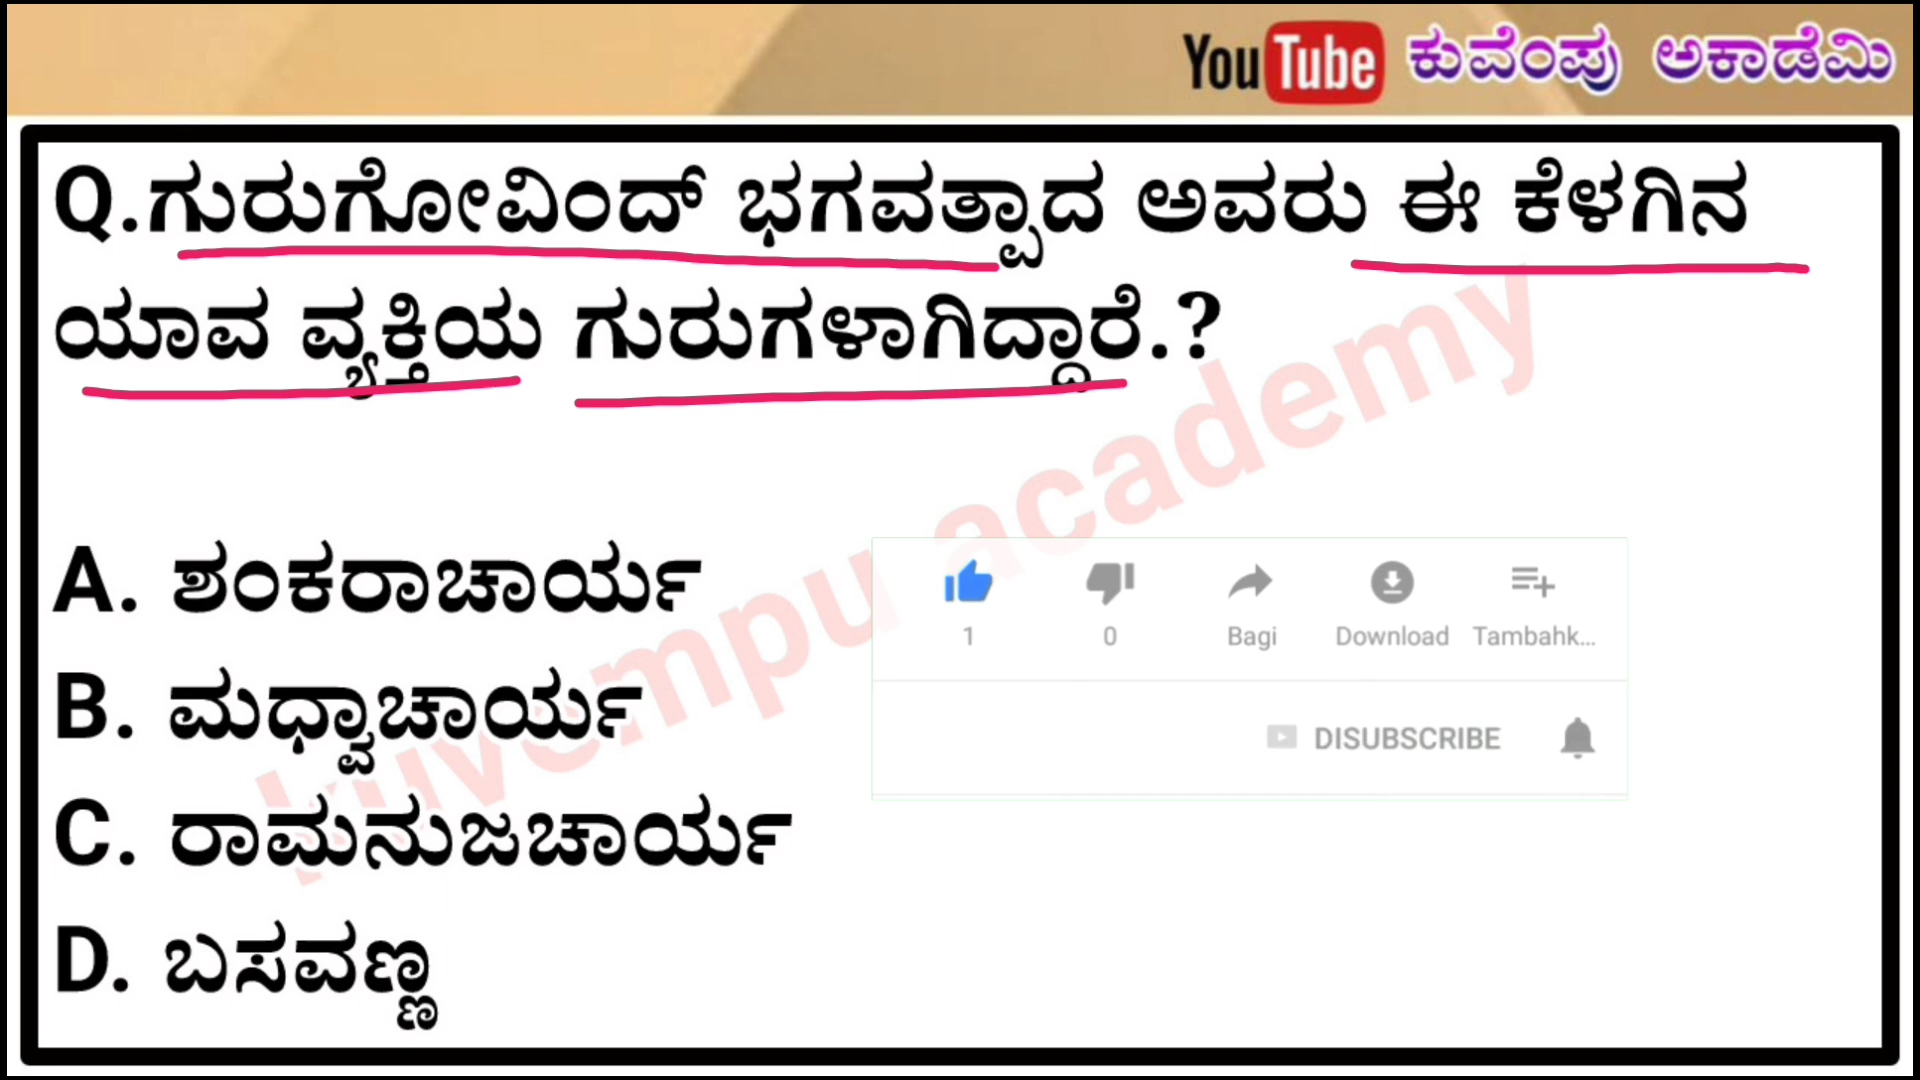 YouTube ಕುವೆಂಪು ಅಕಾಡೆಮಿ
Q.ಗುರುಗೋವಿಂದ್ ಭಗವತ್ಪಾದ ಅವರು ಈ ಕೆಳಗಿನ
ಯಾವ ವ್ಯಕ್ತಿಯ ಗುರುಗಳಾಗಿದ್ದಾರೆ.?
kuvempu academy
A. ಶಂಕರಾಚಾರ್ಯ
B. ಮಧ್ವಾಚಾರ್ಯ
C. ರಾಮನುಜಚಾರ್ಯ
D. ಬಸವಣ್ಣ
1 0 Bagi Download Tambahk...
DISUBSCRIBE